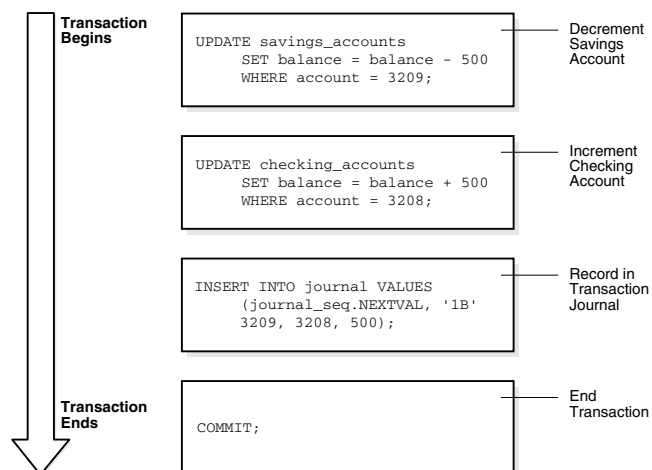 Transaction
Begins
UPDATE savings_accounts
SET balance = balance - 500
WHERE account = 3209;
Decrement
Savings
Account
UPDATE checking_accounts
SET balance = balance + 500
WHERE account = 3208;
Increment
Checking
Account
INSERT INTO journal VALUES
(journal_seq.NEXTVAL, '1B'
3209, 3208, 500);
Record in
Transaction
Journal
Transaction
Ends
COMMIT;
End
Transaction